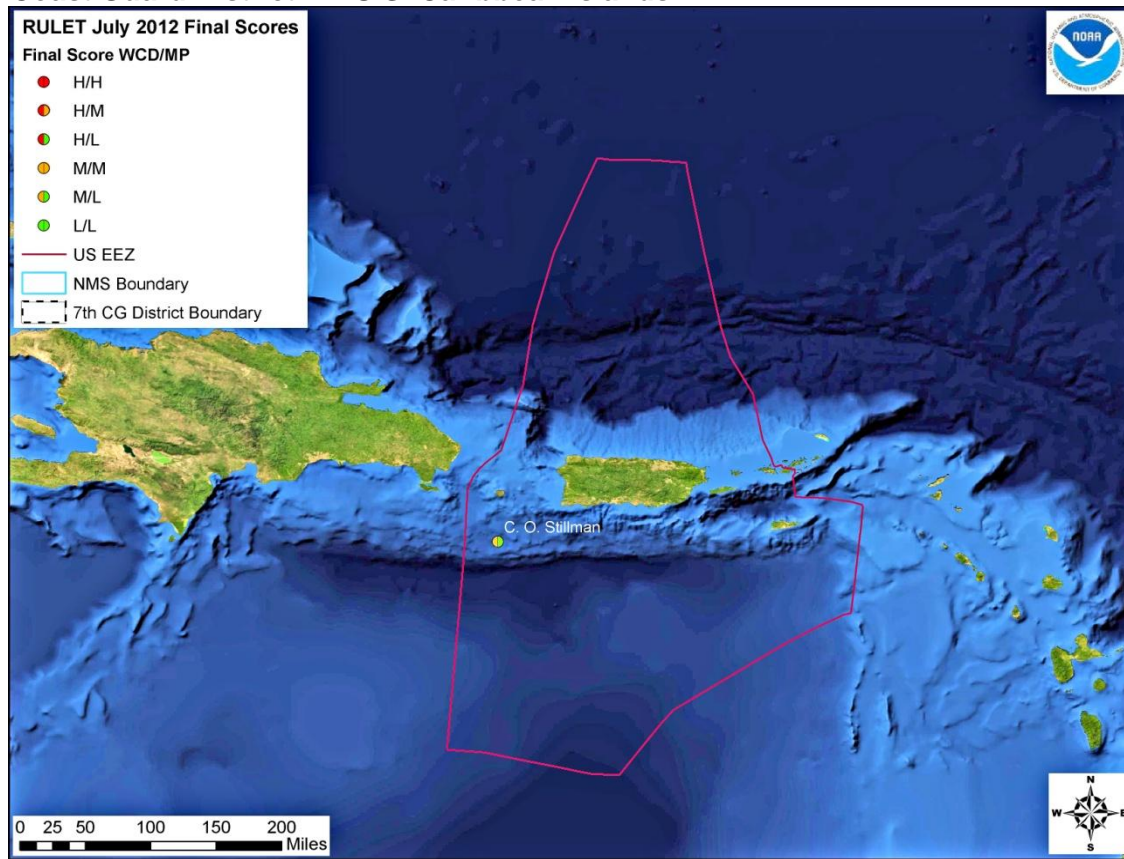 RULET July 2012 Final Scores
Final Score WCD/MP
H/H
H/M
H/L
M/M
M/L
L/L
US EEZ
NMS Boundary
7th CG District Boundary
NOAA
C. O. Stillman
N
W E
S
0 25 50 100 150 200
Miles